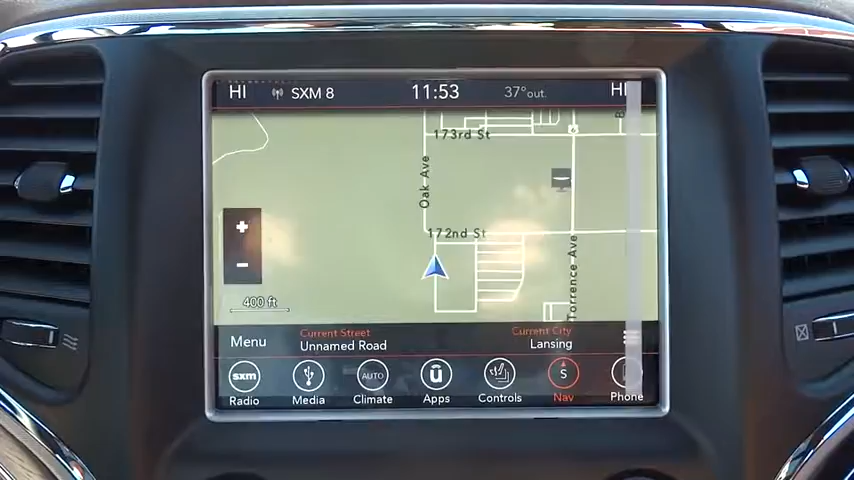 HI SXM 8 11:53 37° out. HI
173rd St
Oak Ave
172nd St
Torrence Ave
+
−
400 ft
Menu
Current Street
Unnamed Road
Current City
Lansing
sxm AUTO ū S
Radio Media Climate Apps Controls Nav Phone